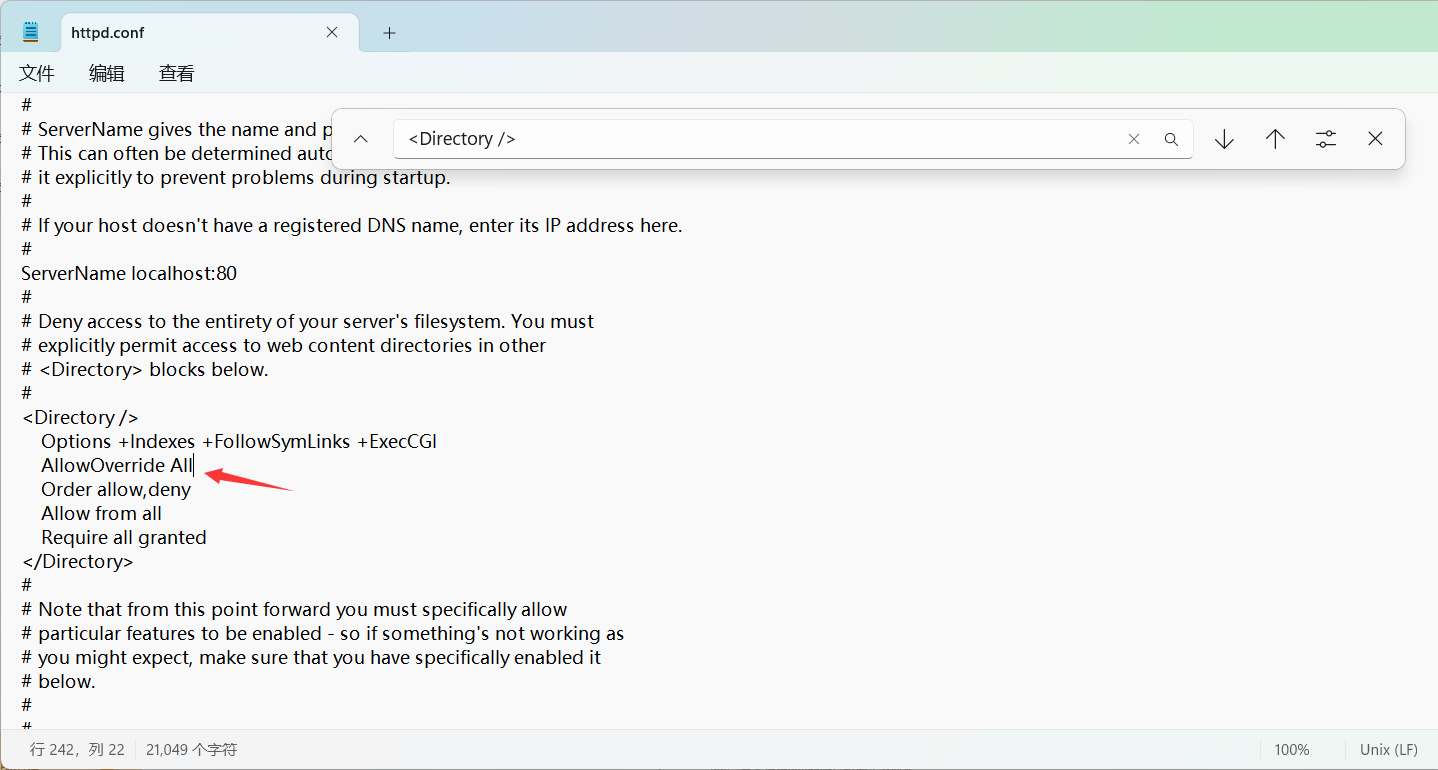 httpd.conf
文件 编辑 查看
<Directory />
#
# ServerName gives the name and p
# This can often be determined auto
# it explicitly to prevent problems during startup.
#
# If your host doesn't have a registered DNS name, enter its IP address here.
#
ServerName localhost:80
#
# Deny access to the entirety of your server's filesystem. You must
# explicitly permit access to web content directories in other
# <Directory> blocks below.
#
<Directory />
    Options +Indexes +FollowSymLinks +ExecCGI
    AllowOverride All
    Order allow,deny
    Allow from all
    Require all granted
</Directory>
#
# Note that from this point forward you must specifically allow
# particular features to be enabled - so if something's not working as
# you might expect, make sure that you have specifically enabled it
# below.
#
#
行 242，列 22 21,049 个字符 100% Unix (LF)